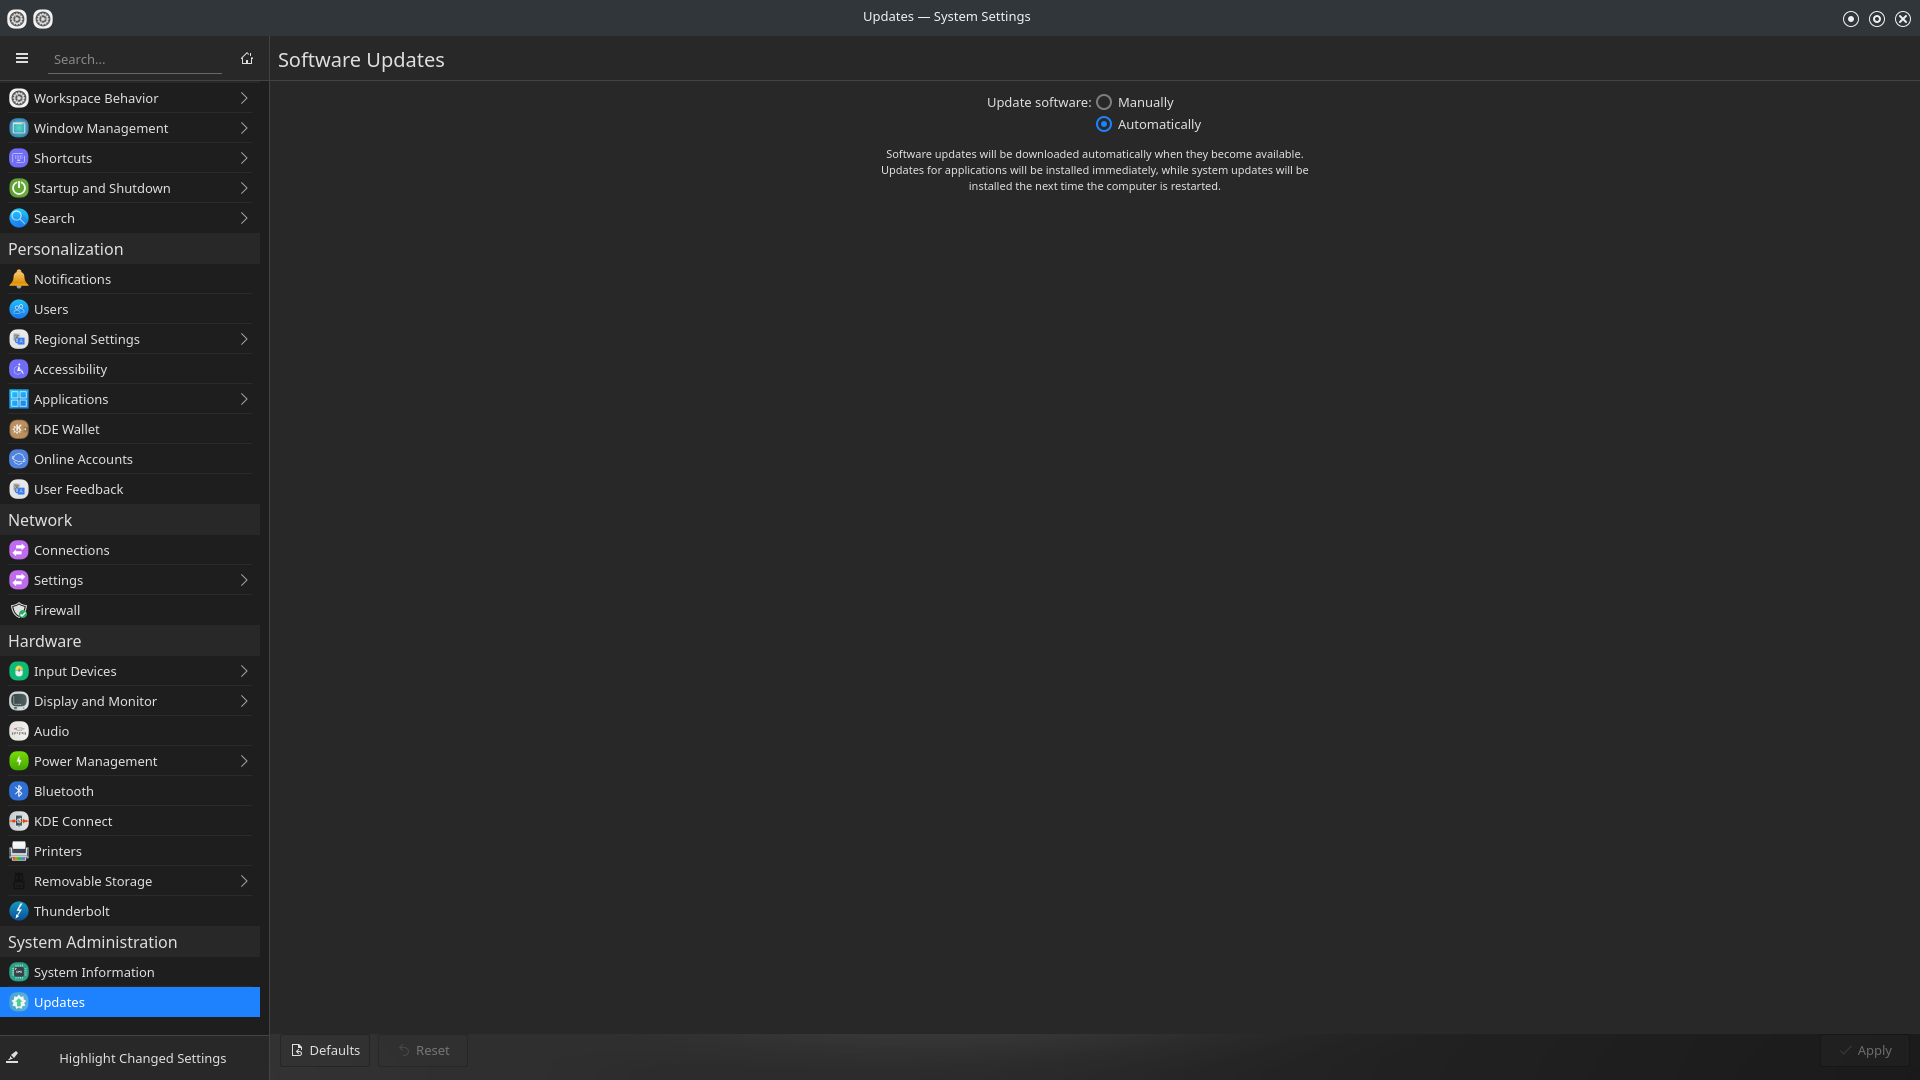 Updates — System Settings
Search...
Software Updates
Workspace Behavior
Window Management
Shortcuts
Startup and Shutdown
Search
Personalization
Notifications
Users
Regional Settings
Accessibility
Applications
KDE Wallet
Online Accounts
User Feedback
Network
Connections
Settings
Firewall
Hardware
Input Devices
Display and Monitor
Audio
Power Management
Bluetooth
KDE Connect
Printers
Removable Storage
Thunderbolt
System Administration
System Information
Updates
Highlight Changed Settings
Update software: Manually
Automatically
Software updates will be downloaded automatically when they become available.
Updates for applications will be installed immediately, while system updates will be
installed the next time the computer is restarted.
Defaults
Reset
Apply